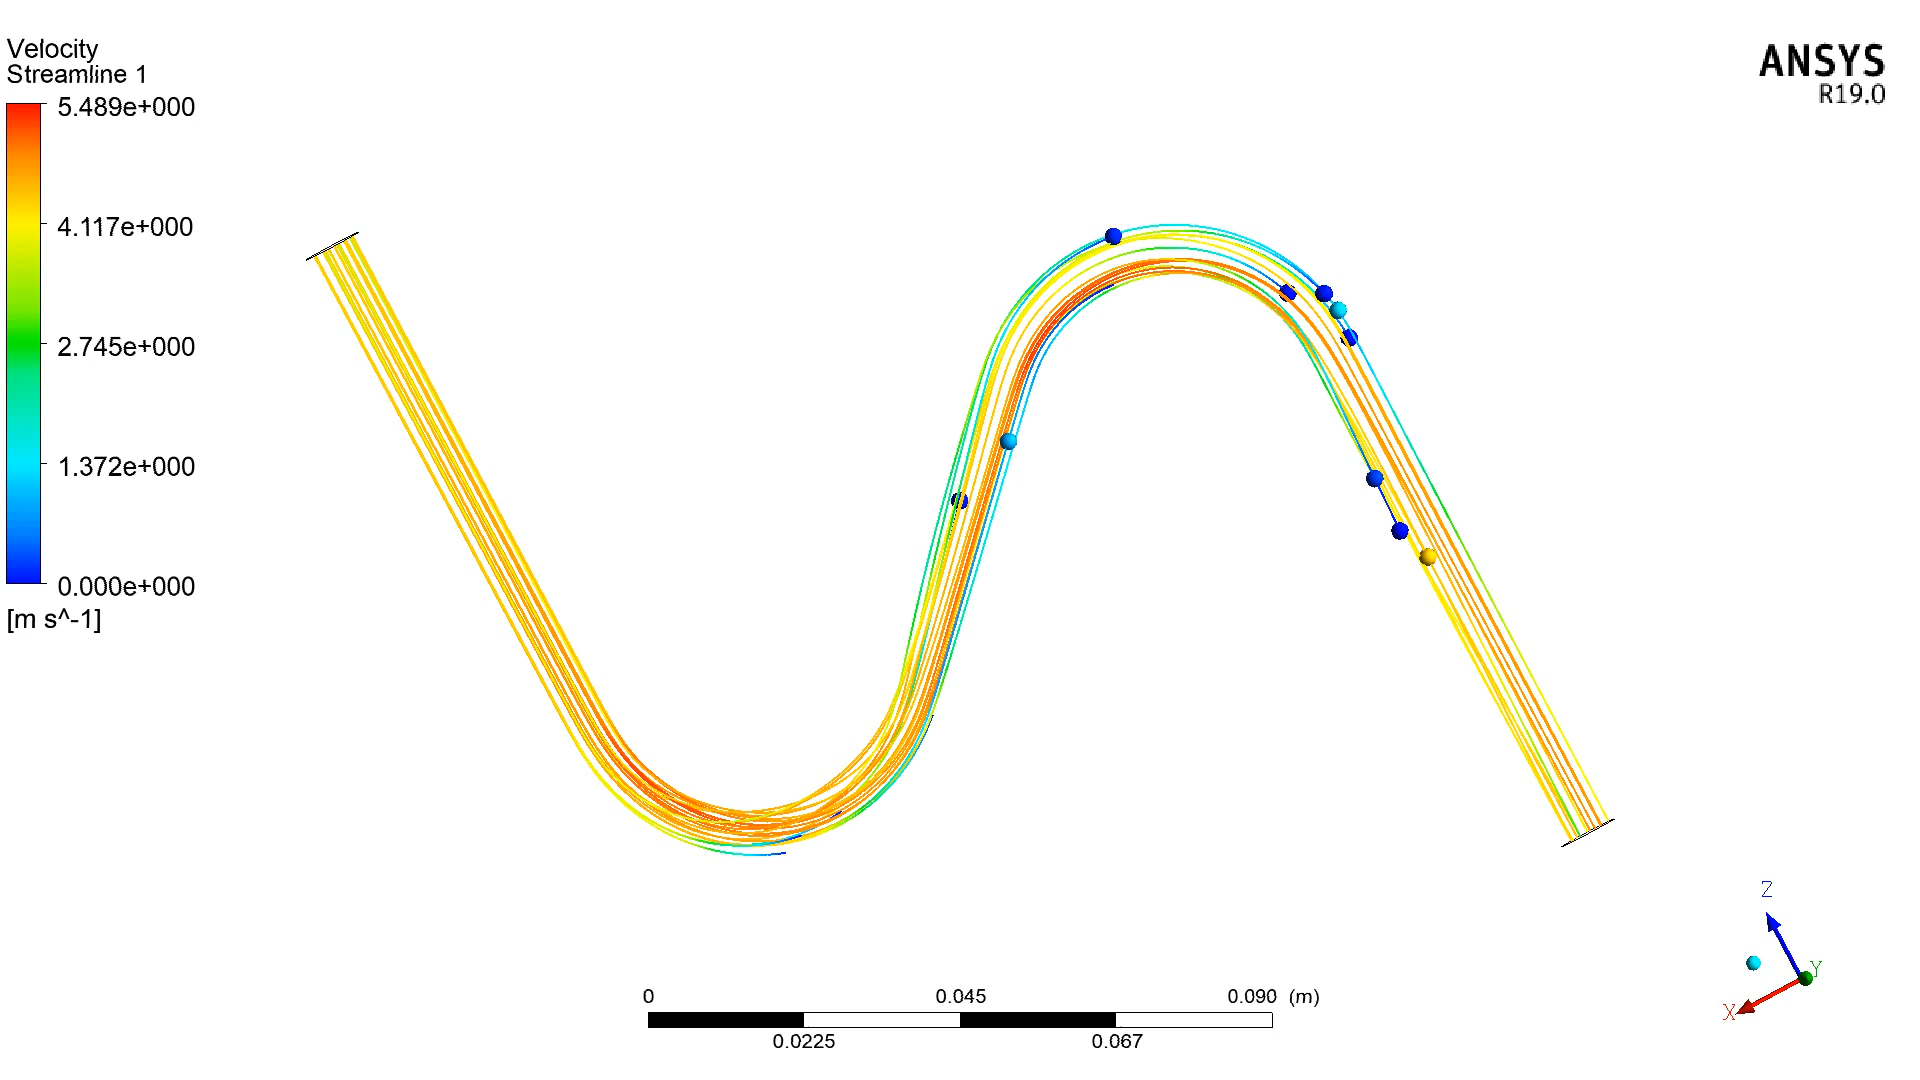 Velocity
Streamline 1
5.489e+000
4.117e+000
2.745e+000
1.372e+000
0.000e+000
[m s^-1]
ANSYS
R19.0
0 0.045 0.090 (m)
0.0225 0.067
Z
Y
X